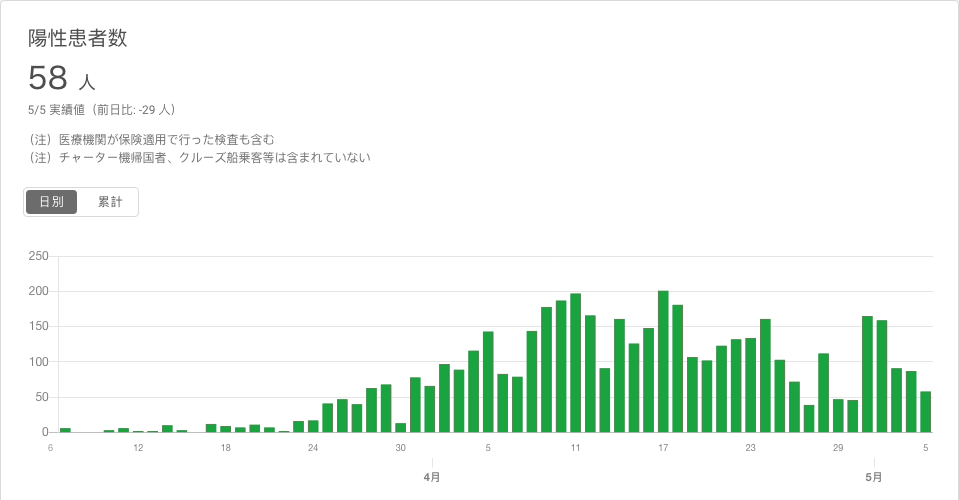 陽性患者数
58 人
5/5 実績値（前日比: -29 人）
（注）医療機関が保険適用で行った検査も含む
（注）チャーター機帰国者、クルーズ船乗客等は含まれていない
日別 累計
250
200
150
100
50
0
6 12 18 24 30 5 11 17 23 29 5
4月 5月